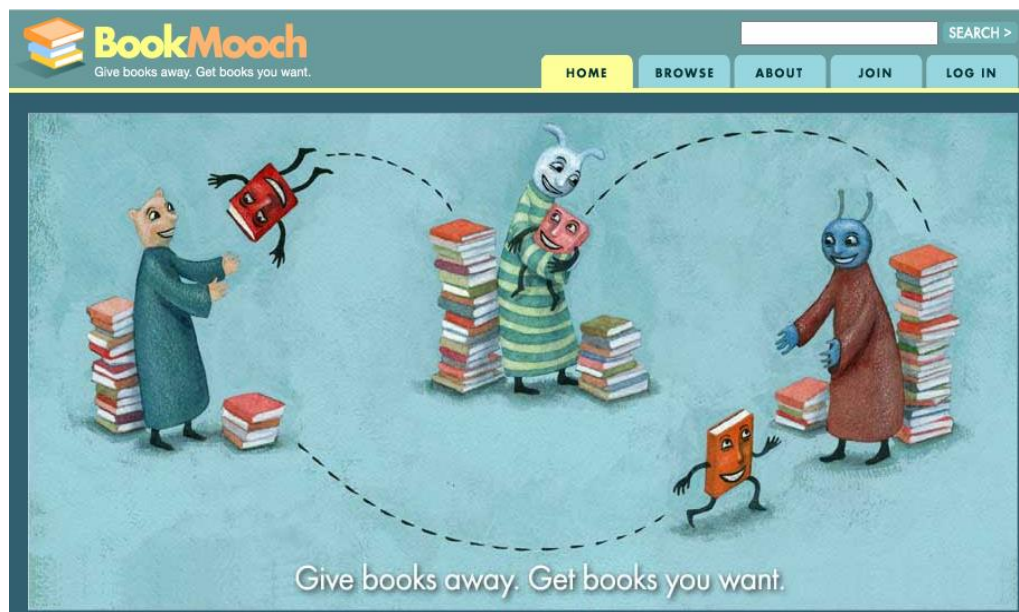 BookMooch
Give books away. Get books you want.
SEARCH >
HOME
BROWSE
ABOUT
JOIN
LOG IN
Give books away. Get books you want.